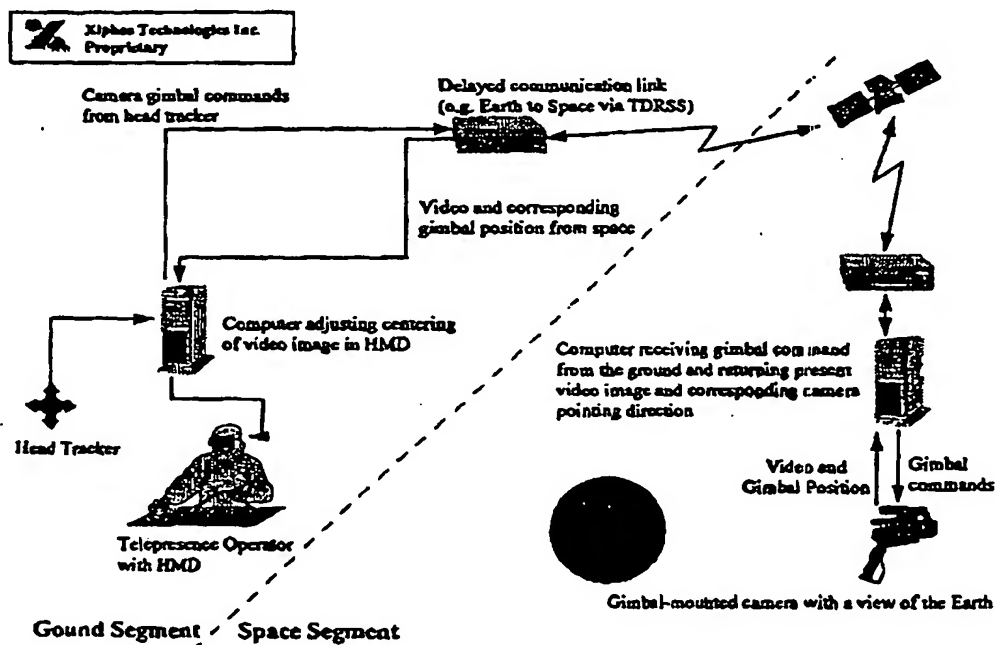 Xiphos Technologies Inc.
Proprietary
Camera gimbal commands
from head tracker
Delayed communication link
(e.g. Earth to Space via TDRSS)
Video and corresponding
gimbal position from space
Computer adjusting centering
of video image in HMD
Computer receiving gimbal command
from the ground and returning present
video image and corresponding camera
pointing direction
Head Tracker
Video and
Gimbal Position
Gimbal
commands
Telepresence Operator
with HMD
Gimbal-mounted camera with a view of the Earth
Gound Segment
Space Segment